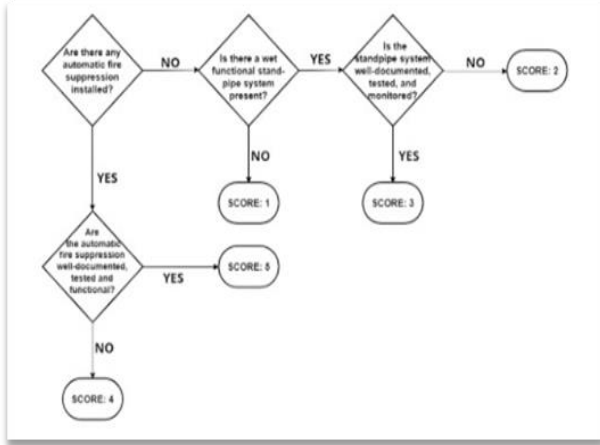 Are there any
automatic fire
suppression
installed?
NO
Is there a wet
functional stand-
pipe system
present?
YES
Is the
standpipe system
well-documented,
tested, and
monitored?
NO
SCORE: 2
YES
NO
YES
SCORE: 1
SCORE: 3
Are
the automatic
fire suppression
well-documented,
tested and
functional?
YES
SCORE: 5
NO
SCORE: 4